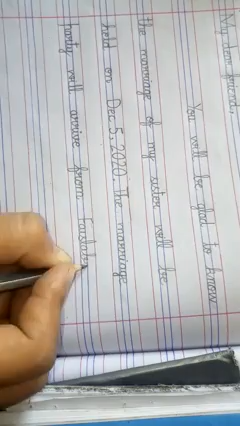 My dear friend,
You will be glad to know
the marriage of my sister will be
held on Dec 5, 2020. The marriage
party will arrive from